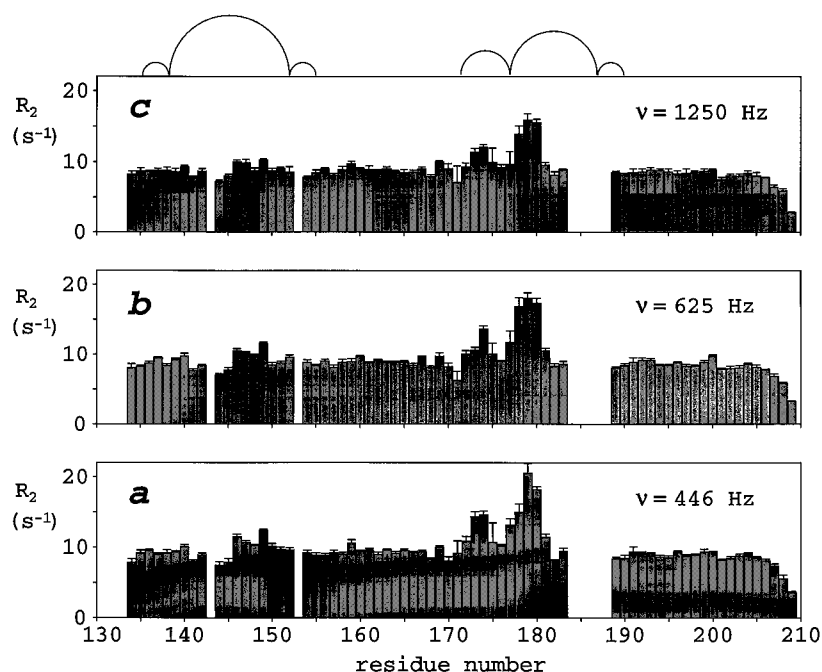 c
R₂
(s⁻¹)
ν = 1250 Hz
20
10
0
b
R₂
(s⁻¹)
ν = 625 Hz
20
10
0
a
R₂
(s⁻¹)
ν = 446 Hz
20
10
0
130 140 150 160 170 180 190 200 210
residue number